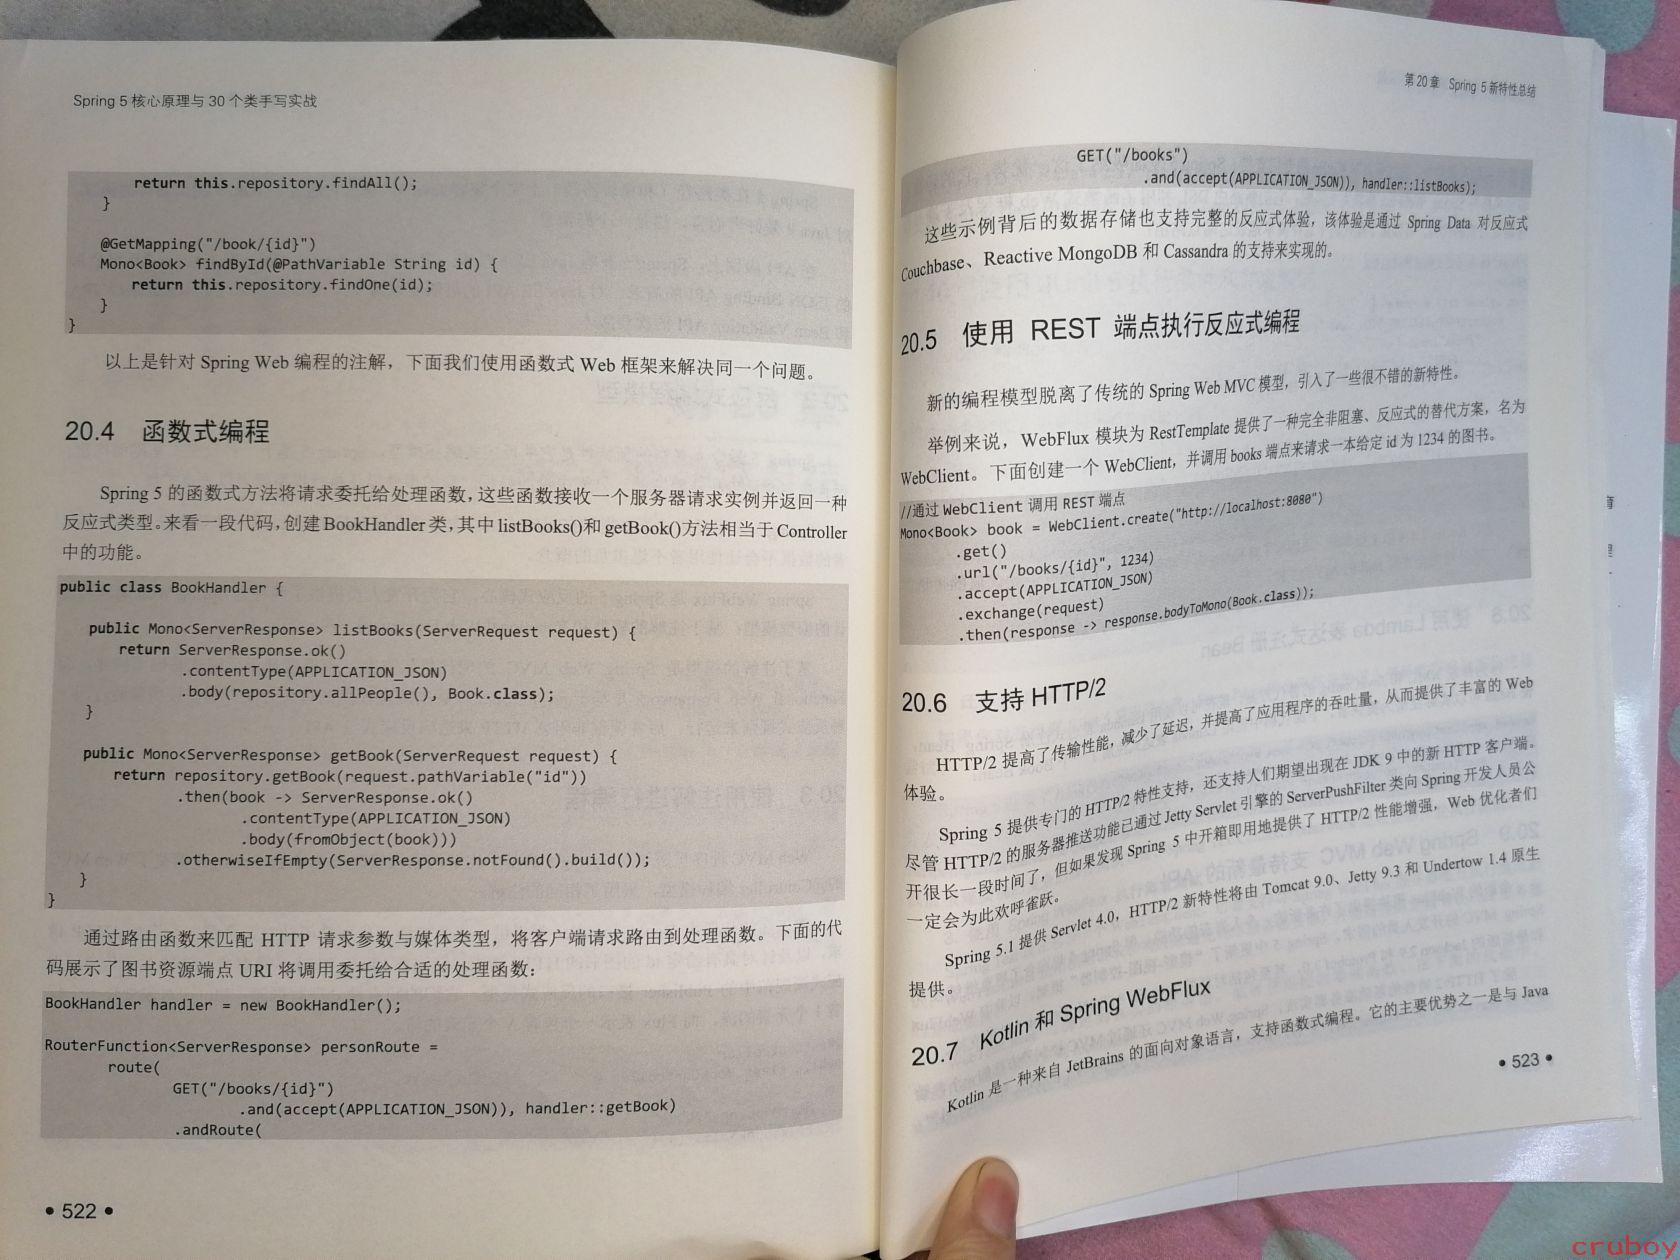 Spring 5 核心原理与 30 个类手写实战
return this.repository.findAll();
}
@GetMapping("/book/{id}")
Mono<Book> findById(@PathVariable String id) {
return this.repository.findOne(id);
}
}
以上是针对 Spring Web 编程的注解，下面我们使用函数式 Web 框架来解决同一个问题。
20.4 函数式编程
Spring 5 的函数式方法将请求委托给处理函数，这些函数接收一个服务器请求实例并返回一种
反应式类型。来看一段代码，创建 BookHandler 类，其中 listBooks()和 getBook()方法相当于 Controller
中的功能。
public class BookHandler {
public Mono<ServerResponse> listBooks(ServerRequest request) {
return ServerResponse.ok()
.contentType(APPLICATION_JSON)
.body(repository.allPeople(), Book.class);
}
public Mono<ServerResponse> getBook(ServerRequest request) {
return repository.getBook(request.pathVariable("id"))
.then(book -> ServerResponse.ok()
.contentType(APPLICATION_JSON)
.body(fromObject(book)))
.otherwiseIfEmpty(ServerResponse.notFound().build());
}
}
通过路由函数来匹配 HTTP 请求参数与媒体类型，将客户端请求路由到处理函数。下面的代
码展示了图书资源端点 URI 将调用委托给合适的处理函数：
BookHandler handler = new BookHandler();
RouterFunction<ServerResponse> personRoute =
route(
GET("/books/{id}")
.and(accept(APPLICATION_JSON)), handler::getBook)
.andRoute(
• 522 •
第 20 章 Spring 5 新特性总结
GET("/books")
.and(accept(APPLICATION_JSON)), handler::listBooks);
这些示例背后的数据存储也支持完整的反应式体验，该体验是通过 Spring Data 对反应式
Couchbase、Reactive MongoDB 和 Cassandra 的支持来实现的。
20.5 使用 REST 端点执行反应式编程
新的编程模型脱离了传统的 Spring Web MVC 模型，引入了一些很不错的新特性。
举例来说，WebFlux 模块为 RestTemplate 提供了一种完全非阻塞、反应式的替代方案，名为
WebClient。下面创建一个 WebClient，并调用 books 端点来请求一本给定 id 为 1234 的图书。
//通过 WebClient 调用 REST 端点
Mono<Book> book = WebClient.create("http://localhost:8080")
.get()
.url("/books/{id}", 1234)
.accept(APPLICATION_JSON)
.exchange(request)
.then(response -> response.bodyToMono(Book.class));
20.6 支持 HTTP/2
HTTP/2 提高了传输性能，减少了延迟，并提高了应用程序的吞吐量，从而提供了丰富的 Web
体验。
Spring 5 提供专门的 HTTP/2 特性支持，还支持人们期望出现在 JDK 9 中的新 HTTP 客户端。
尽管 HTTP/2 的服务器推送功能已通过 Jetty Servlet 引擎的 ServerPushFilter 类向 Spring 开发人员公
开很长一段时间了，但如果发现 Spring 5 中开箱即用地提供了 HTTP/2 性能增强，Web 优化者们
一定会为此欢呼雀跃。
Spring 5.1 提供 Servlet 4.0，HTTP/2 新特性将由 Tomcat 9.0、Jetty 9.3 和 Undertow 1.4 原生
提供。
20.7 Kotlin 和 Spring WebFlux
Kotlin 是一种来自 JetBrains 的面向对象语言，支持函数式编程。它的主要优势之一是与 Java
• 523 •
cruboy